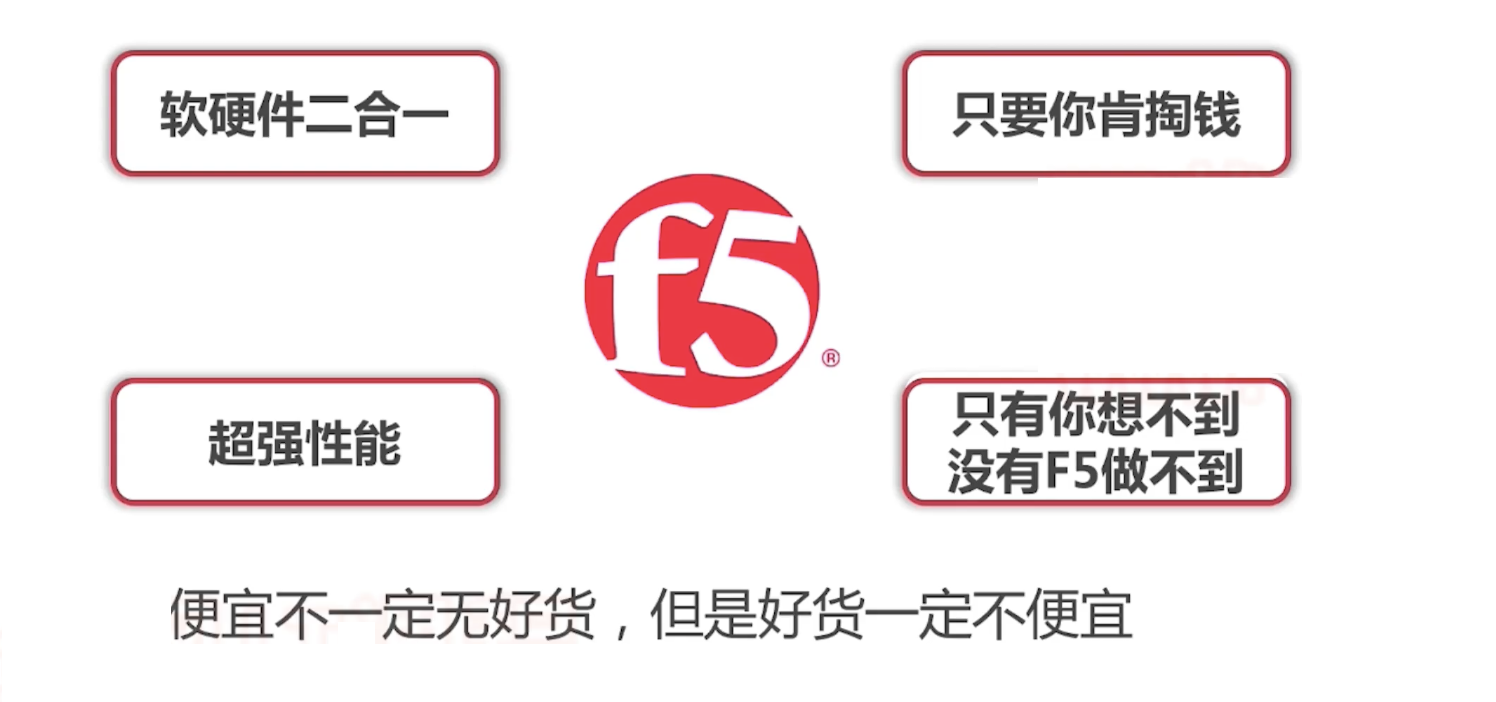 软硬件二合一
只要你肯掏钱
f5
®
超强性能
只有你想不到
没有F5做不到
便宜不一定无好货，但是好货一定不便宜